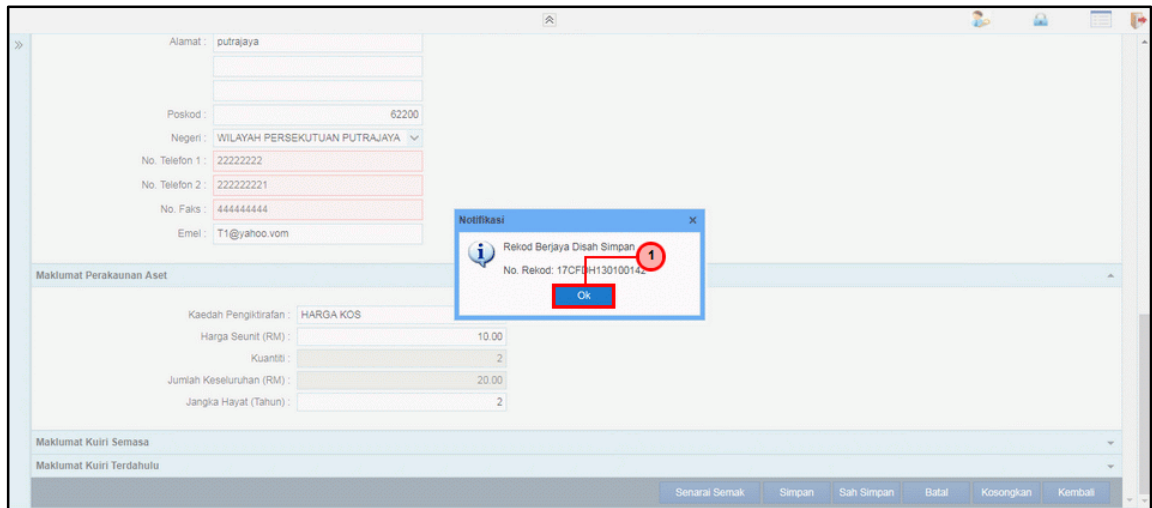 Alamat : putrajaya
Poskod : 62200
Negeri : WILAYAH PERSEKUTUAN PUTRAJAYA
No. Telefon 1 : 22222222
No. Telefon 2 : 222222221
No. Faks : 444444444
Emel : T1@yahoo.vom
Notifikasi x
Rekod Berjaya Disah Simpan
1
No. Rekod: 17CFDH130100142
Ok
Maklumat Perakaunan Aset
Kaedah Pengiktirafan : HARGA KOS
Harga Seunit (RM) : 10.00
Kuantiti : 2
Jumlah Keseluruhan (RM) : 20.00
Jangka Hayat (Tahun) : 2
Maklumat Kuiri Semasa
Maklumat Kuiri Terdahulu
Senarai Semak Simpan Sah Simpan Batal Kosongkan Kembali